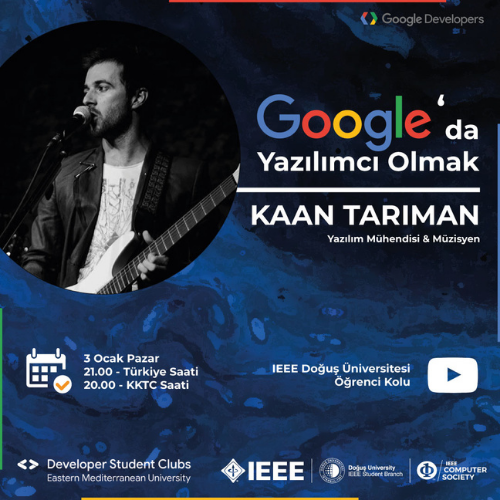 Google Developers
Google'da
Yazılımcı Olmak
KAAN TARIMAN
Yazılım Mühendisi & Müzisyen
3 Ocak Pazar
21.00 - Türkiye Saati
20.00 - KKTC Saati
IEEE Doğuş Üniversitesi
Öğrenci Kolu
Developer Student Clubs
Eastern Mediterranean University
IEEE
Doğuş University
IEEE Student Branch
IEEE
COMPUTER
SOCIETY